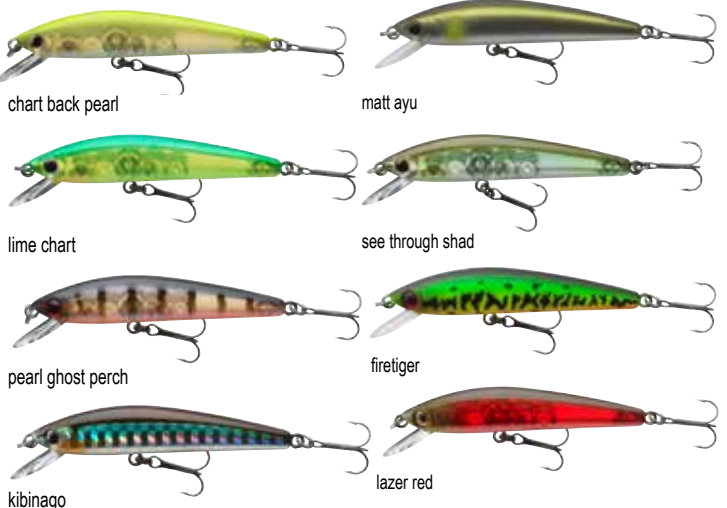 chart back pearl
matt ayu
lime chart
see through shad
pearl ghost perch
firetiger
kibinago
lazer red